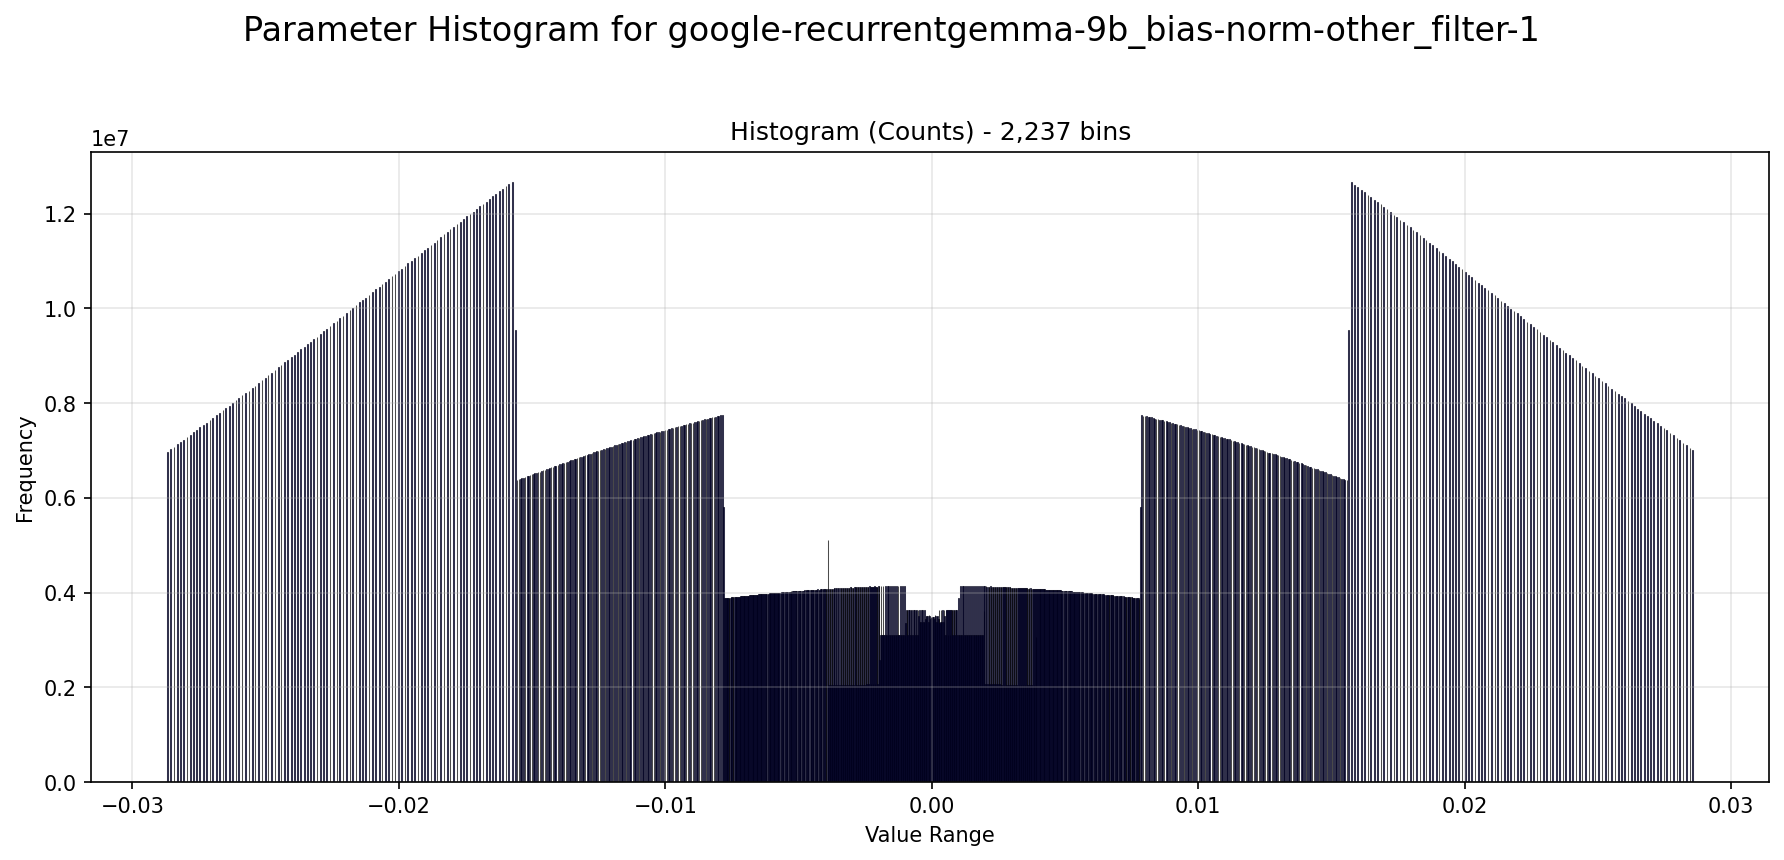 Parameter Histogram for google-recurrentgemma-9b_bias-norm-other_filter-1
Histogram (Counts) - 2,237 bins
1e7
1.2
1.0
0.8
0.6
0.4
0.2
0.0
Frequency
−0.03 −0.02 −0.01 0.00 0.01 0.02 0.03
Value Range